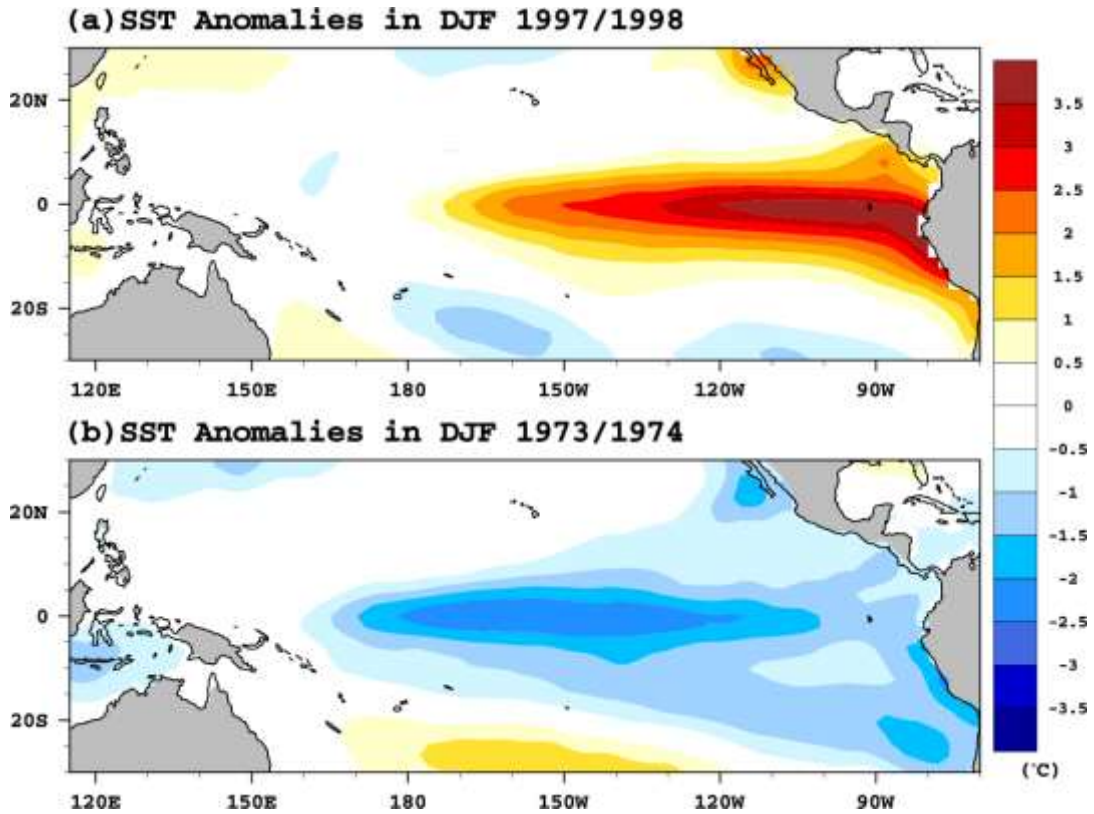 (a)SST Anomalies in DJF 1997/1998
20N
0
20S
120E 150E 180 150W 120W 90W
(b)SST Anomalies in DJF 1973/1974
20N
0
20S
120E 150E 180 150W 120W 90W
3.5
3
2.5
2
1.5
1
0.5
0
-0.5
-1
-1.5
-2
-2.5
-3
-3.5
(℃)